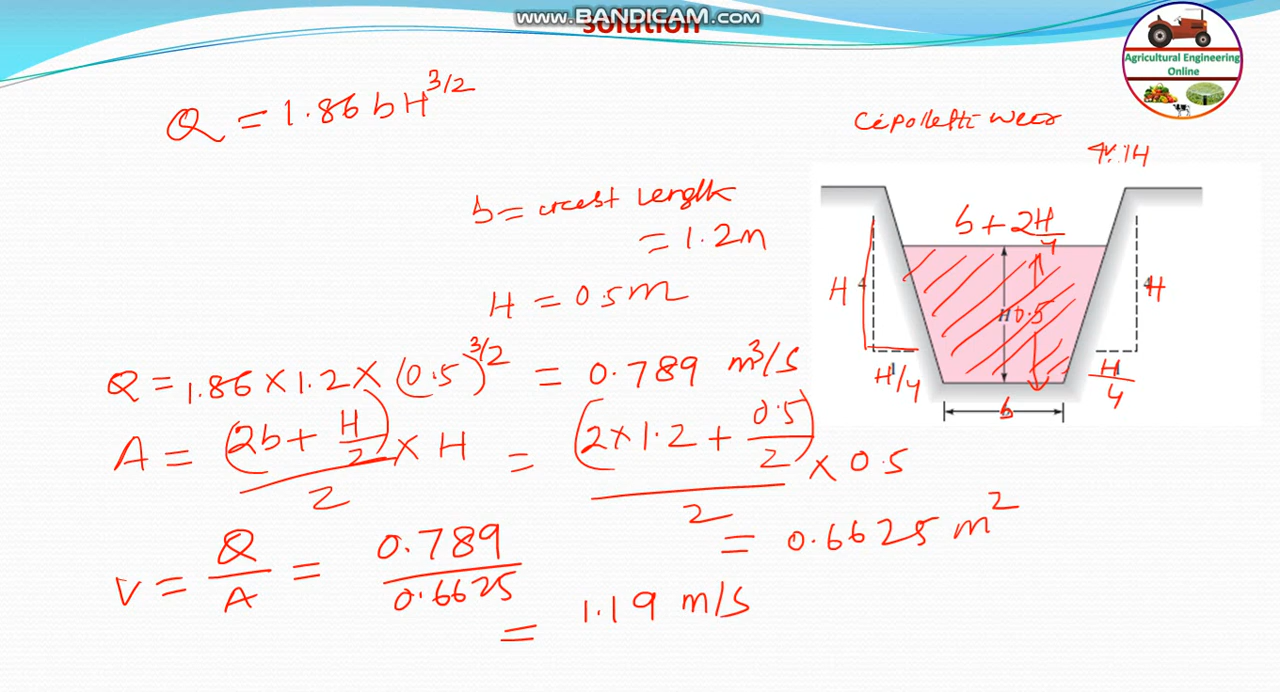 www.BANDICAM.com
solution
Agricultural Engineering
Online
Q = 1.86 b H^3/2
Cipolletti weir
4V:1H
b = crest length
= 1.2m
H = 0.5m
b + 2H/4
H 4
H 0.5
4 H
H/4
H/4
b
Q = 1.86 × 1.2 × (0.5)^3/2 = 0.789 m³/s
A = (2b + H/2)/2 × H = (2×1.2 + 0.5/2)/2 × 0.5
= 0.6625 m²
V = Q/A = 0.789/0.6625
= 1.19 m/s